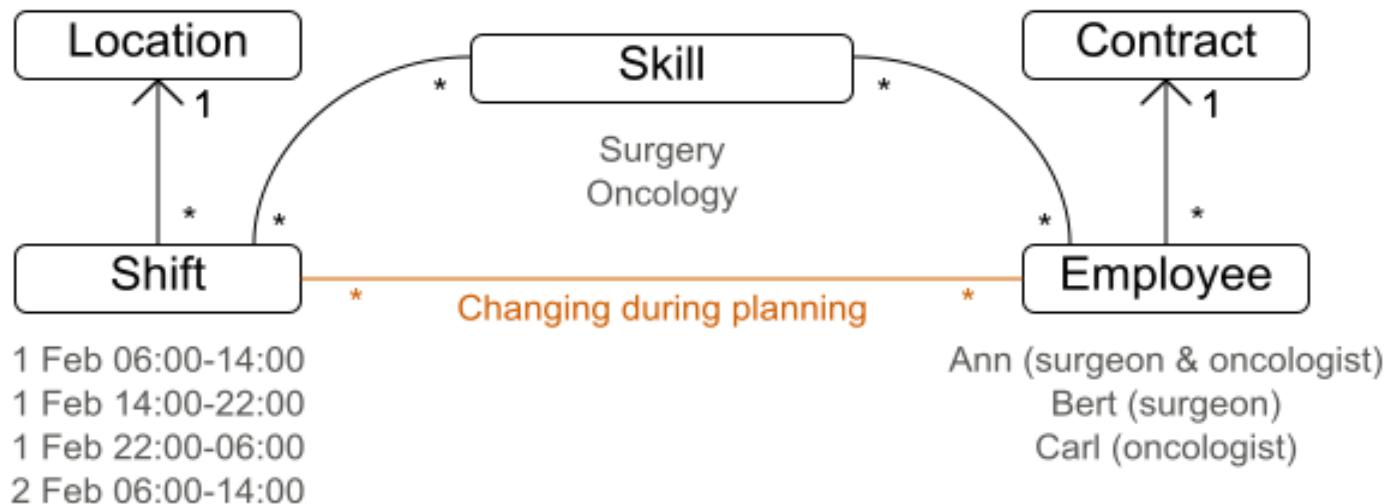 Location
Skill
Contract
1
*
*
1
Surgery
Oncology
*
*
*
*
Shift
Employee
*
Changing during planning
*
1 Feb 06:00-14:00
1 Feb 14:00-22:00
1 Feb 22:00-06:00
2 Feb 06:00-14:00
Ann (surgeon & oncologist)
Bert (surgeon)
Carl (oncologist)